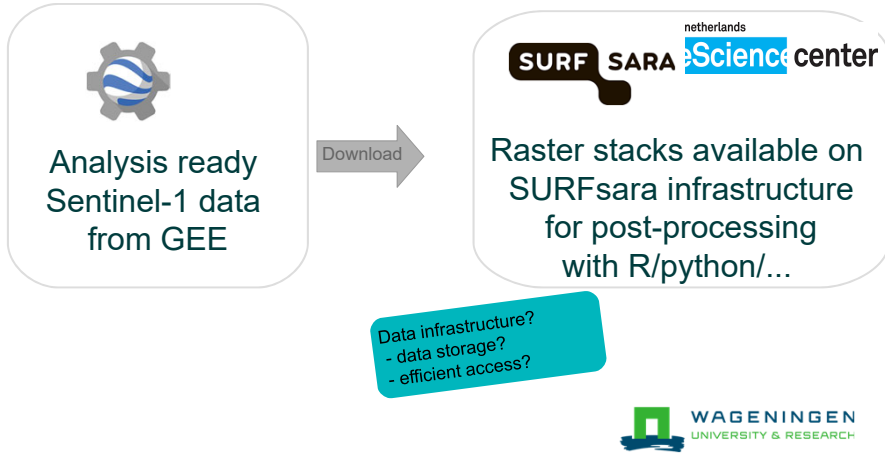 netherlands
SURF SARA eScience center
Analysis ready
Sentinel-1 data
from GEE
Download
Raster stacks available on
SURFsara infrastructure
for post-processing
with R/python/...
Data infrastructure?
- data storage?
- efficient access?
WAGENINGEN
UNIVERSITY & RESEARCH